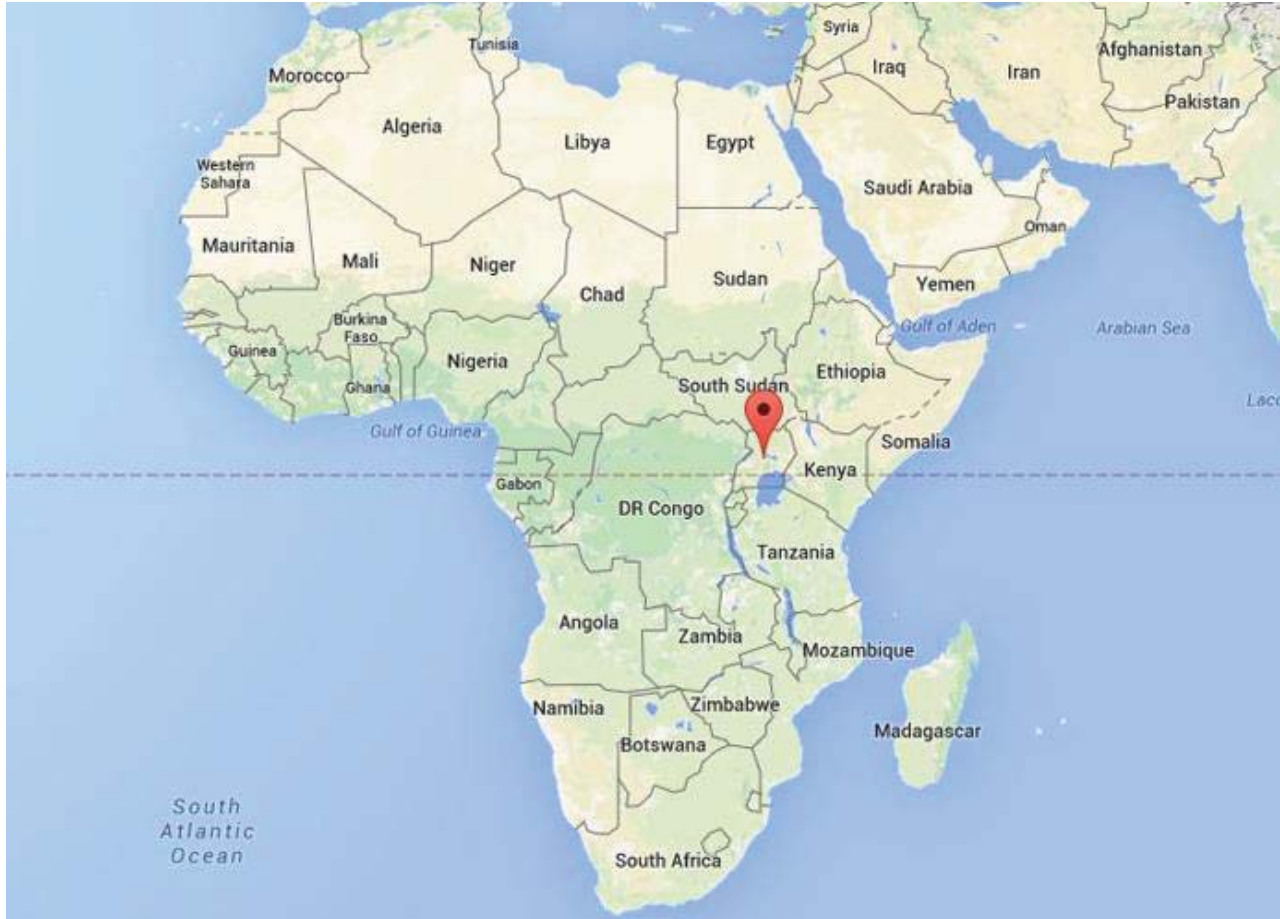 Syria
Tunisia
Afghanistan
Morocco
Iraq
Iran
Pakistan
Algeria
Libya
Egypt
Western
Sahara
Saudi Arabia
Oman
Mauritania
Mali
Niger
Chad
Sudan
Yemen
Burkina
Faso
Gulf of Aden
Arabian Sea
Guinea
Nigeria
Ethiopia
Ghana
South Sudan
Lacc
Gulf of Guinea
Somalia
Kenya
Gabon
DR Congo
Tanzania
Angola
Zambia
Mozambique
Namibia
Zimbabwe
Botswana
Madagascar
South
Atlantic
Ocean
South Africa